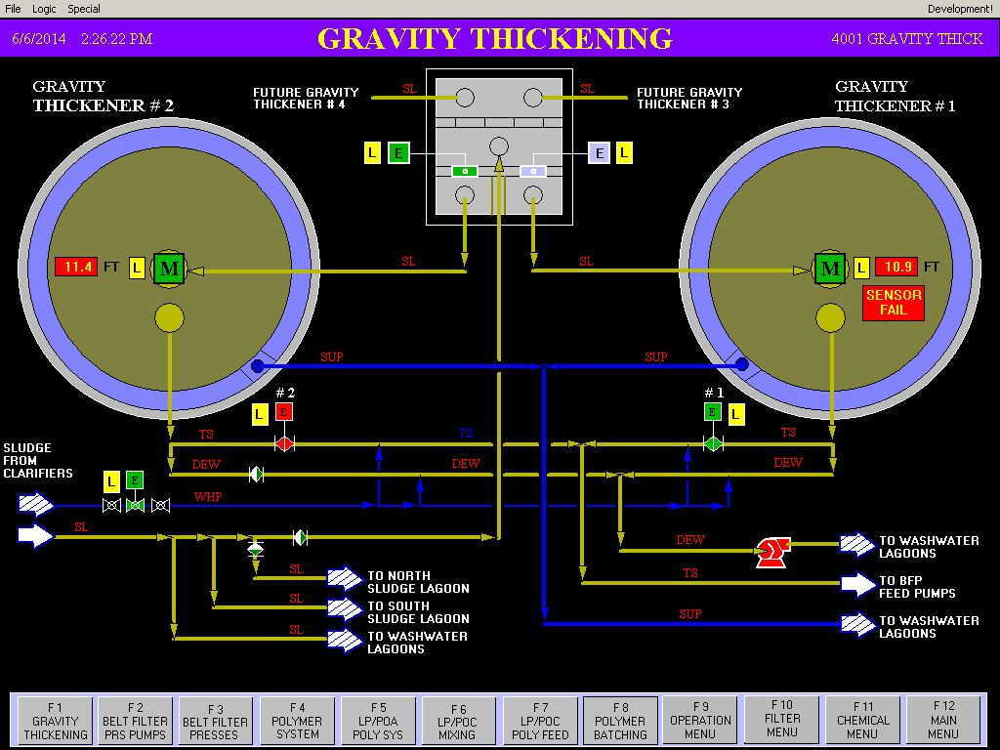 File Logic Special Development!
6/6/2014 2:26:22 PM GRAVITY THICKENING 4001 GRAVITY THICK
GRAVITY
THICKENER # 2
FUTURE GRAVITY
THICKENER # 4
SL
SL
FUTURE GRAVITY
THICKENER # 3
GRAVITY
THICKENER # 1
L E
E L
11.4 FT L M
SL
SL
M L 10.9 FT
SENSOR
FAIL
SUP
SUP
# 2
L E
# 1
E L
TS
TS
TS
SLUDGE
FROM
CLARIFIERS
DEW
DEW
DEW
L E
WHP
SL
DEW
TO WASHWATER
LAGOONS
SL
TO NORTH
SLUDGE LAGOON
TS
TO BFP
FEED PUMPS
SL
TO SOUTH
SLUDGE LAGOON
SUP
TO WASHWATER
LAGOONS
SL
TO WASHWATER
LAGOONS
F 1
GRAVITY
THICKENING
F 2
BELT FILTER
PRS PUMPS
F 3
BELT FILTER
PRESSES
F 4
POLYMER
SYSTEM
F 5
LP/POA
POLY SYS
F 6
LP/POC
MIXING
F 7
LP/POC
POLY FEED
F 8
POLYMER
BATCHING
F 9
OPERATION
MENU
F 10
FILTER
MENU
F 11
CHEMICAL
MENU
F 12
MAIN
MENU